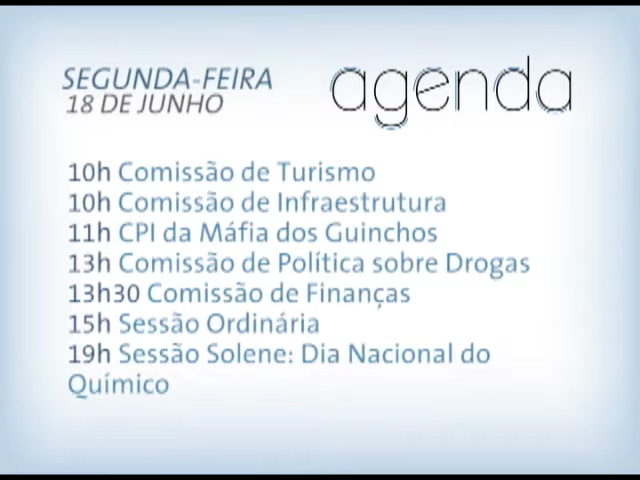 SEGUNDA-FEIRA
18 DE JUNHO
agenda
10h Comissão de Turismo
10h Comissão de Infraestrutura
11h CPI da Máfia dos Guinchos
13h Comissão de Política sobre Drogas
13h30 Comissão de Finanças
15h Sessão Ordinária
19h Sessão Solene: Dia Nacional do
Químico